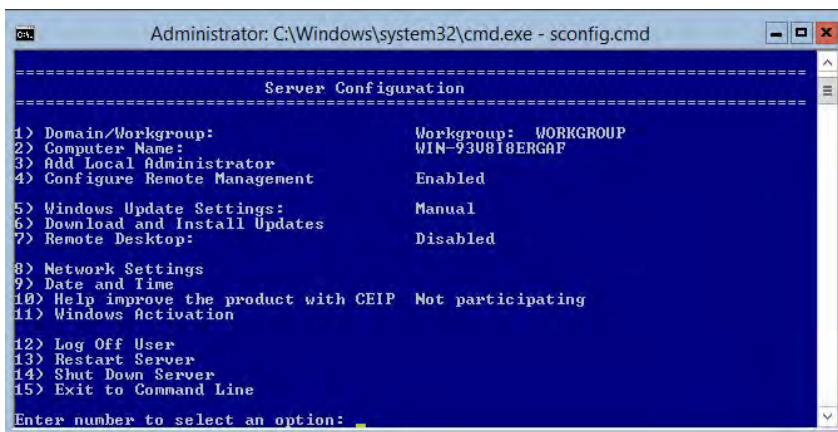 Administrator: C:\Windows\system32\cmd.exe - sconfig.cmd
===============================================================================
Server Configuration
===============================================================================
1) Domain/Workgroup: Workgroup: WORKGROUP
2) Computer Name: WIN-93V8I8ERGAF
3) Add Local Administrator
4) Configure Remote Management Enabled
5) Windows Update Settings: Manual
6) Download and Install Updates
7) Remote Desktop: Disabled
8) Network Settings
9) Date and Time
10) Help improve the product with CEIP Not participating
11) Windows Activation
12) Log Off User
13) Restart Server
14) Shut Down Server
15) Exit to Command Line
Enter number to select an option: _